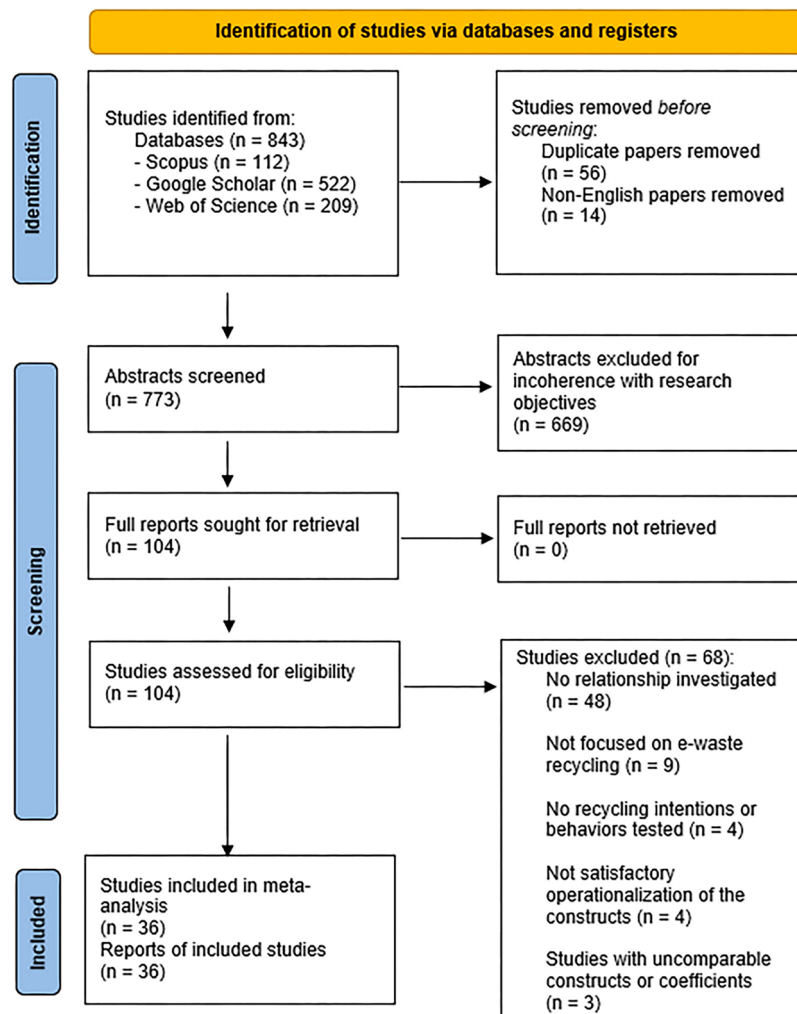 Identification of studies via databases and registers
Identification
Studies identified from:
Databases (n = 843)
- Scopus (n = 112)
- Google Scholar (n = 522)
- Web of Science (n = 209)
Studies removed before
screening:
Duplicate papers removed
(n = 56)
Non-English papers removed
(n = 14)
Screening
Abstracts screened
(n = 773)
Abstracts excluded for
incoherence with research
objectives
(n = 669)
Full reports sought for retrieval
(n = 104)
Full reports not retrieved
(n = 0)
Studies assessed for eligibility
(n = 104)
Studies excluded (n = 68):
No relationship investigated
(n = 48)
Not focused on e-waste
recycling (n = 9)
No recycling intentions or
behaviors tested (n = 4)
Not satisfactory
operationalization of the
constructs (n = 4)
Studies with uncomparable
constructs or coefficients
(n = 3)
Included
Studies included in meta-
analysis
(n = 36)
Reports of included studies
(n = 36)